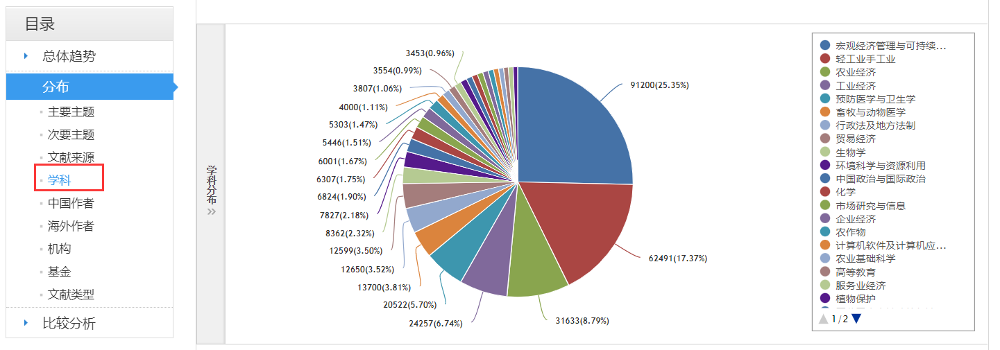 目录
总体趋势
分布
主要主题
次要主题
文献来源
学科
中国作者
海外作者
机构
基金
文献类型
比较分析
学科分布
3453(0.96%)
3554(0.99%)
3807(1.06%)
4000(1.11%)
5303(1.47%)
5446(1.51%)
6001(1.67%)
6307(1.75%)
6824(1.90%)
7827(2.18%)
8362(2.32%)
12599(3.50%)
12650(3.52%)
13700(3.81%)
20522(5.70%)
24257(6.74%)
31633(8.79%)
62491(17.37%)
91200(25.35%)
宏观经济管理与可持续...
轻工业手工业
农业经济
工业经济
预防医学与卫生学
畜牧与动物医学
行政法及地方法制
贸易经济
生物学
环境科学与资源利用
中国政治与国际政治
化学
市场研究与信息
企业经济
农作物
计算机软件及计算机应...
农业基础科学
高等教育
服务业经济
植物保护
1/2